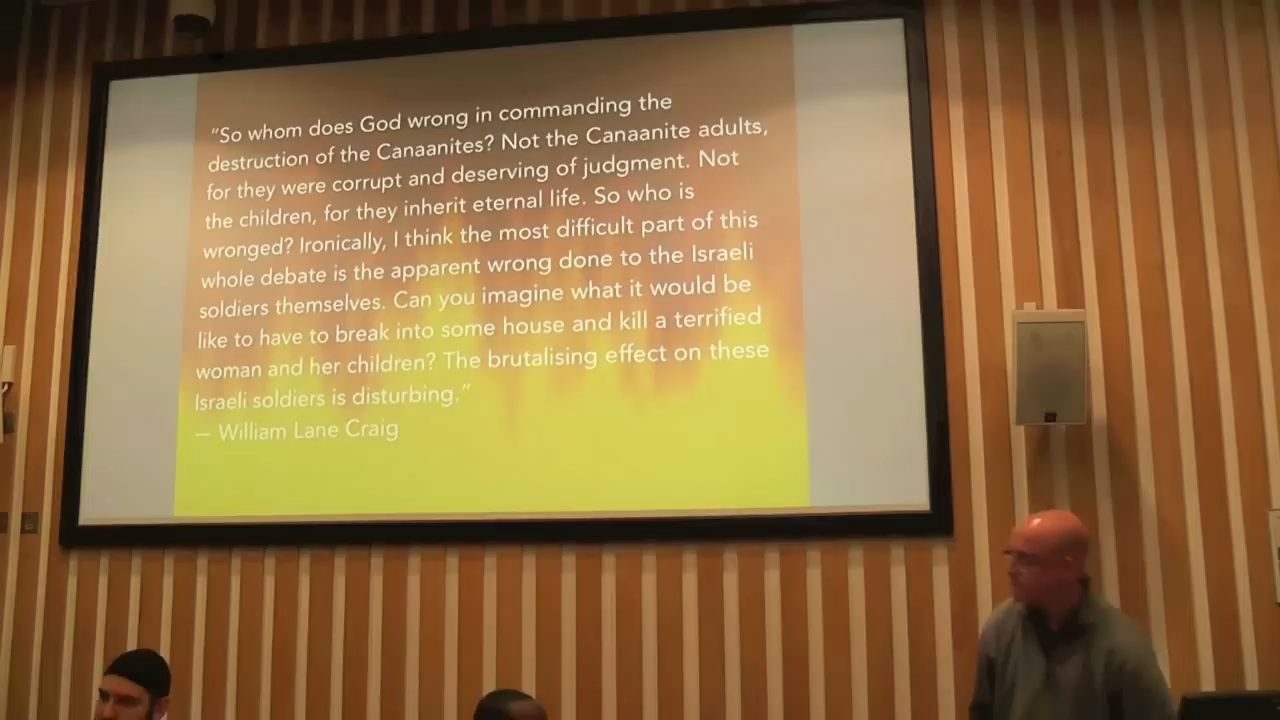 “So whom does God wrong in commanding the
destruction of the Canaanites? Not the Canaanite adults,
for they were corrupt and deserving of judgment. Not
the children, for they inherit eternal life. So who is
wronged? Ironically, I think the most difficult part of this
whole debate is the apparent wrong done to the Israeli
soldiers themselves. Can you imagine what it would be
like to have to break into some house and kill a terrified
woman and her children? The brutalising effect on these
Israeli soldiers is disturbing.”
– William Lane Craig